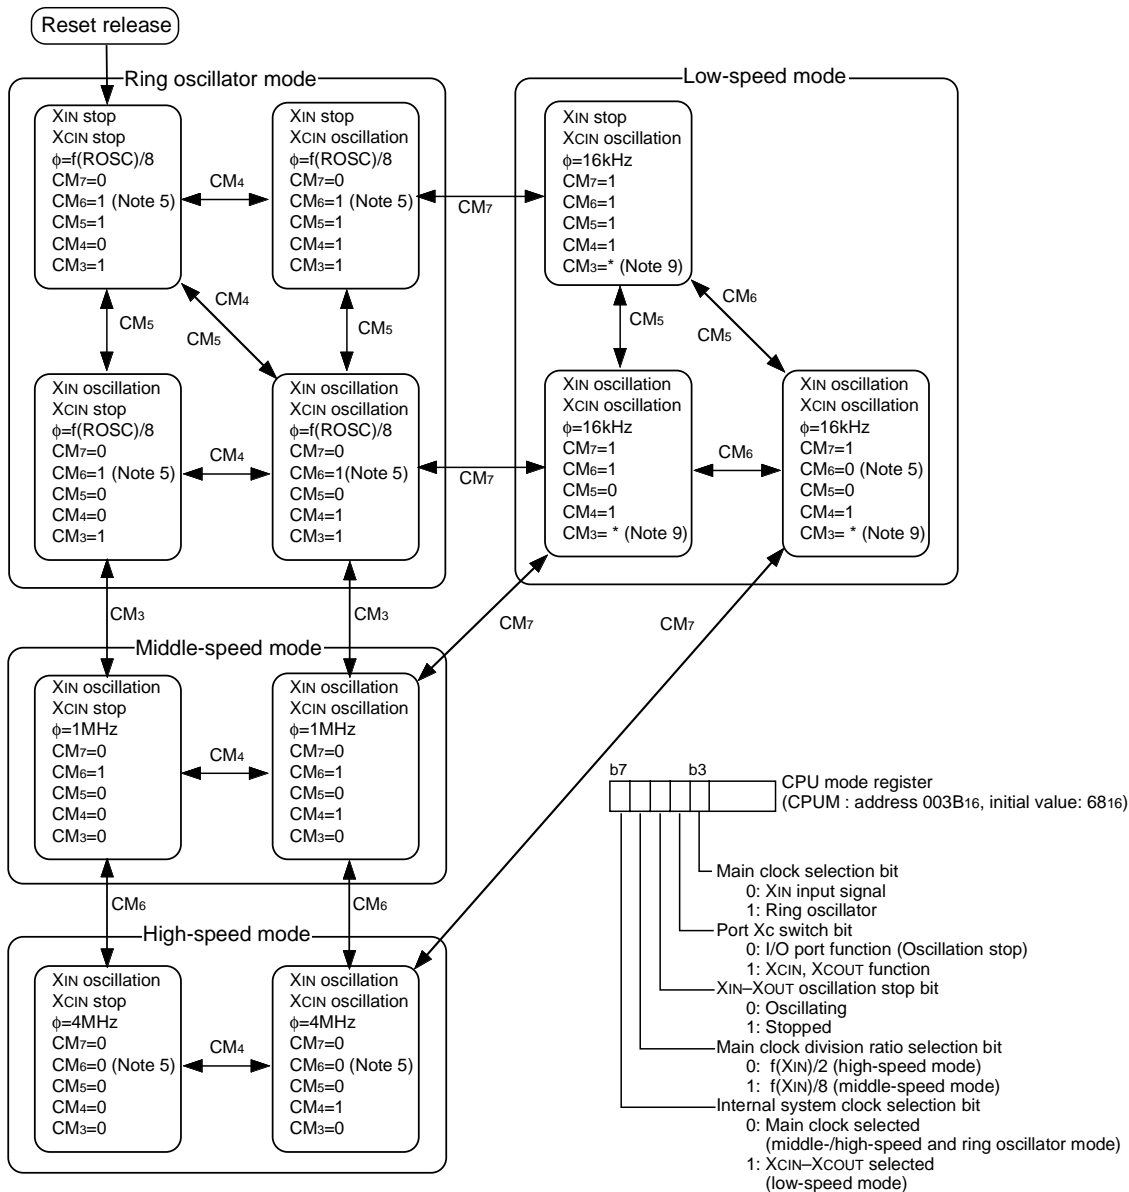 Reset release
Ring oscillator mode
XIN stop
XCIN stop
ϕ=f(ROSC)/8
CM7=0
CM6=1 (Note 5)
CM5=1
CM4=0
CM3=1
CM4
XIN stop
XCIN oscillation
ϕ=f(ROSC)/8
CM7=0
CM6=1 (Note 5)
CM5=1
CM4=1
CM3=1
CM7
Low-speed mode
XIN stop
XCIN oscillation
ϕ=16kHz
CM7=1
CM6=1
CM5=1
CM4=1
CM3=* (Note 9)
CM5
CM4
CM5
CM5
CM5
CM6
CM5
XIN oscillation
XCIN stop
ϕ=f(ROSC)/8
CM7=0
CM6=1 (Note 5)
CM5=0
CM4=0
CM3=1
CM4
XIN oscillation
XCIN oscillation
ϕ=f(ROSC)/8
CM7=0
CM6=1(Note 5)
CM5=0
CM4=1
CM3=1
CM7
XIN oscillation
XCIN oscillation
ϕ=16kHz
CM7=1
CM6=1
CM5=0
CM4=1
CM3= * (Note 9)
CM6
XIN oscillation
XCIN oscillation
ϕ=16kHz
CM7=1
CM6=0 (Note 5)
CM5=0
CM4=1
CM3= * (Note 9)
CM3
CM3
CM7
CM7
Middle-speed mode
XIN oscillation
XCIN stop
ϕ=1MHz
CM7=0
CM6=1
CM5=0
CM4=0
CM3=0
CM4
XIN oscillation
XCIN oscillation
ϕ=1MHz
CM7=0
CM6=1
CM5=0
CM4=1
CM3=0
CM6
CM6
High-speed mode
XIN oscillation
XCIN stop
ϕ=4MHz
CM7=0
CM6=0 (Note 5)
CM5=0
CM4=0
CM3=0
CM4
XIN oscillation
XCIN oscillation
ϕ=4MHz
CM7=0
CM6=0 (Note 5)
CM5=0
CM4=1
CM3=0
b7 b3
CPU mode register
(CPUM : address 003B16, initial value: 6816)
Main clock selection bit
0: XIN input signal
1: Ring oscillator
Port Xc switch bit
0: I/O port function (Oscillation stop)
1: XCIN, XCOUT function
XIN–XOUT oscillation stop bit
0: Oscillating
1: Stopped
Main clock division ratio selection bit
0: f(XIN)/2 (high-speed mode)
1: f(XIN)/8 (middle-speed mode)
Internal system clock selection bit
0: Main clock selected
(middle-/high-speed and ring oscillator mode)
1: XCIN–XCOUT selected
(low-speed mode)